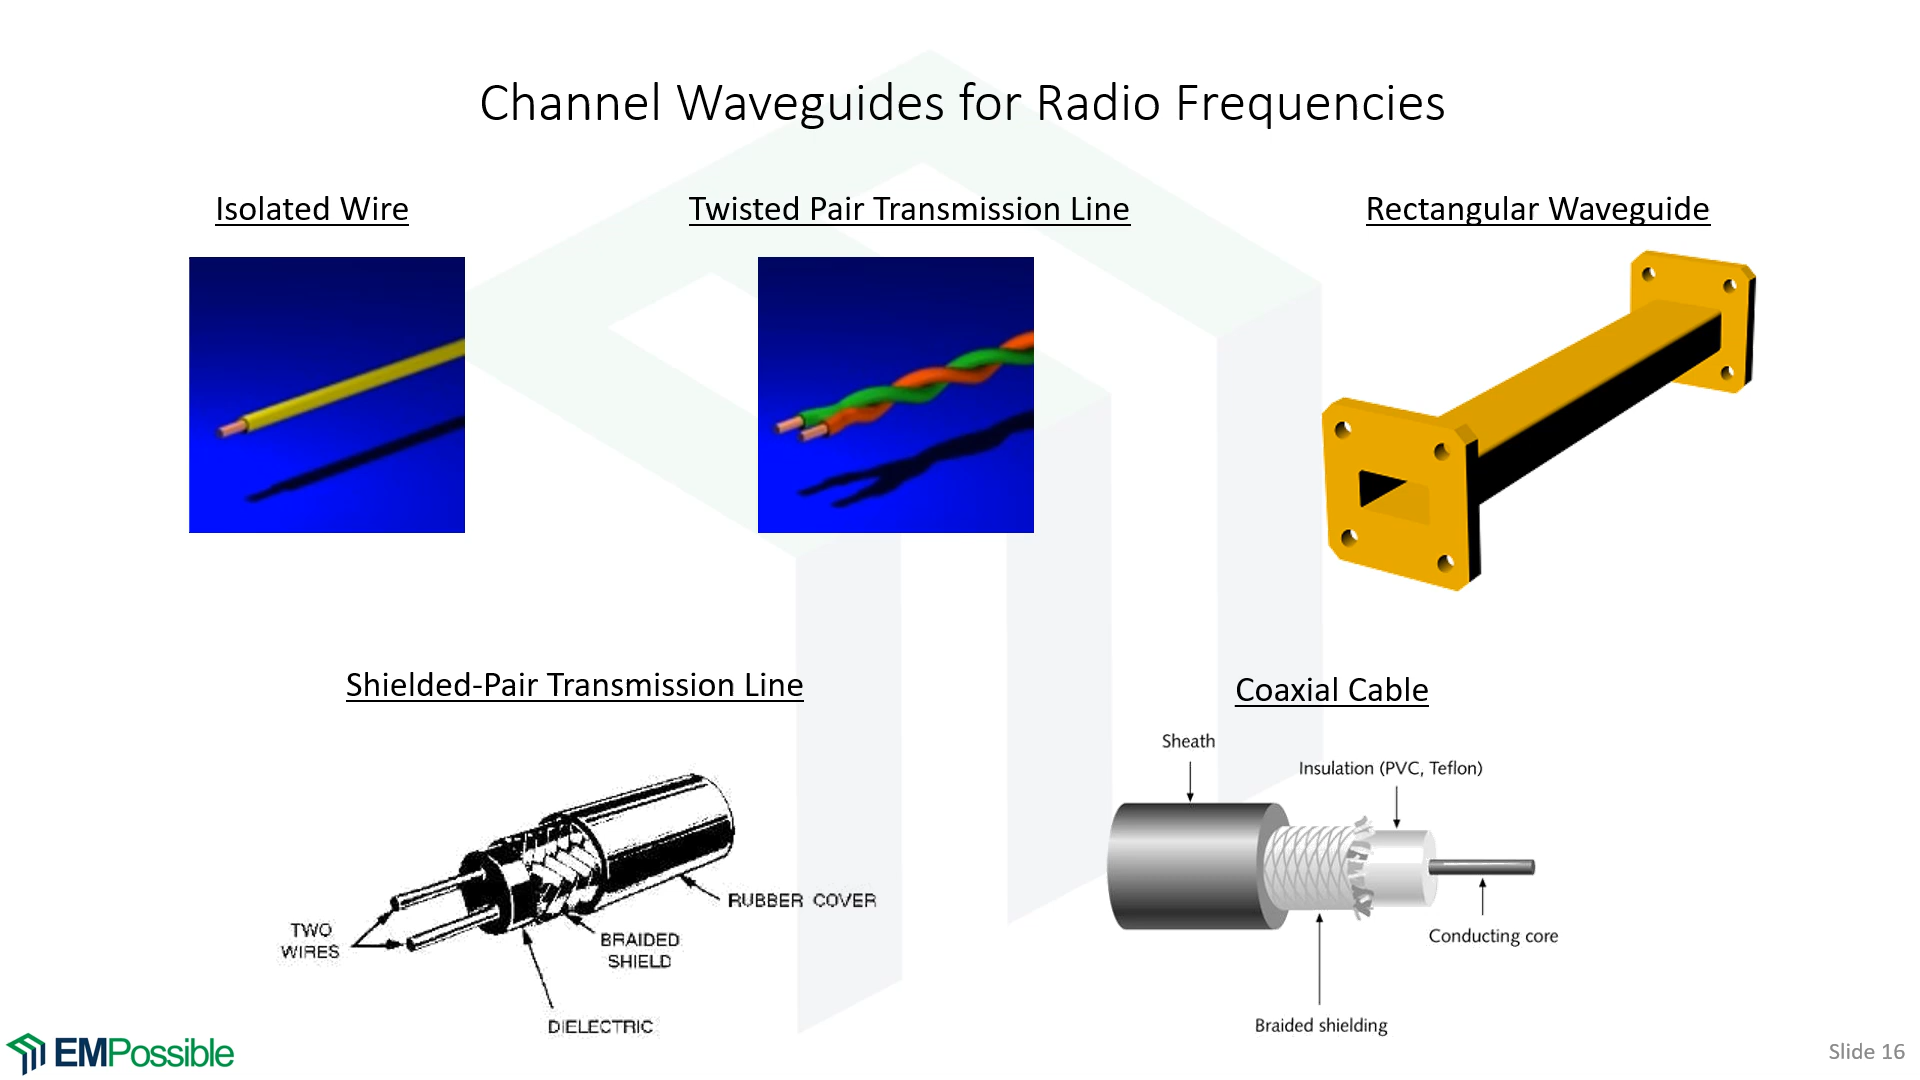 Channel Waveguides for Radio Frequencies
Isolated Wire
Twisted Pair Transmission Line
Rectangular Waveguide
Shielded-Pair Transmission Line
TWO
WIRES
DIELECTRIC
BRAIDED
SHIELD
RUBBER COVER
Coaxial Cable
Sheath
Insulation (PVC, Teflon)
Conducting core
Braided shielding
EMPossible
Slide 16